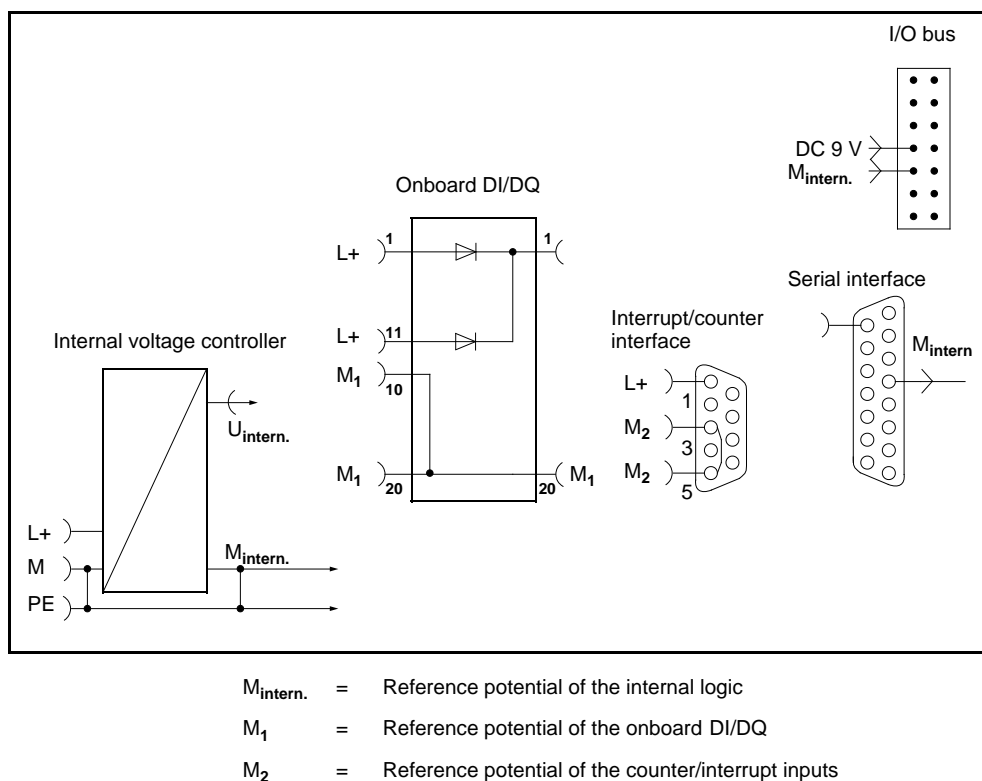 I/O bus
DC 9 V
Mintern.
Onboard DI/DQ
L+ 1 1
L+ 11
M1 10
M1 20 20 M1
Serial interface
Mintern
Interrupt/counter
interface
L+ 1
M2 3
M2 5
Internal voltage controller
Uintern.
L+
M Mintern.
PE
Mintern. = Reference potential of the internal logic
M1 = Reference potential of the onboard DI/DQ
M2 = Reference potential of the counter/interrupt inputs